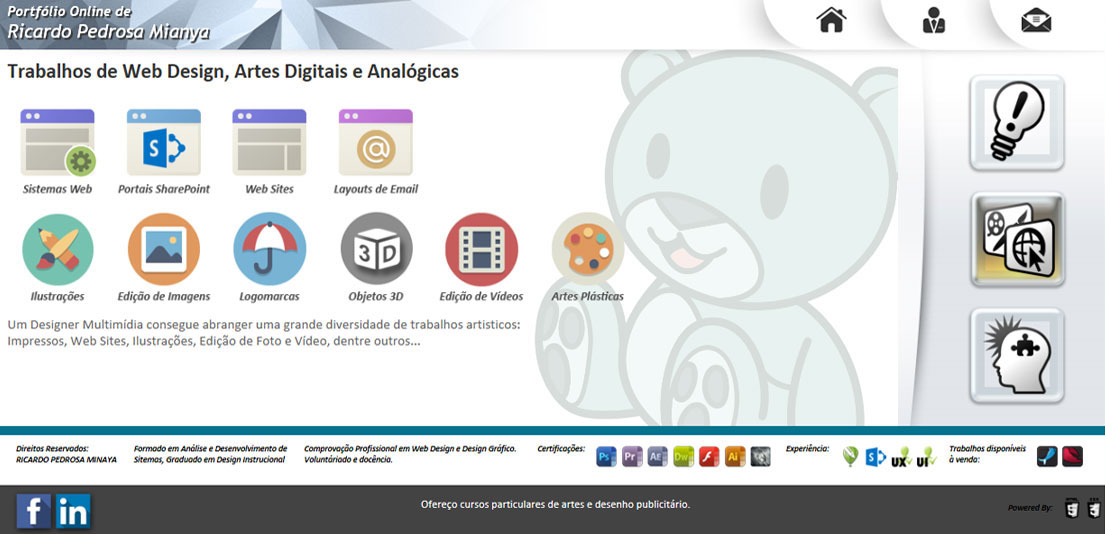 Portfólio Online de
Ricardo Pedrosa Mianya
Trabalhos de Web Design, Artes Digitais e Analógicas
S
@
Sistemas Web
Portais SharePoint
Web Sites
Layouts de Email
3D
Ilustrações
Edição de Imagens
Logomarcas
Objetos 3D
Edição de Vídeos
Artes Plásticas
Um Designer Multimídia consegue abranger uma grande diversidade de trabalhos artisticos:
Impressos, Web Sites, Ilustrações, Edição de Foto e Vídeo, dentre outros...
Direitos Reservados:
RICARDO PEDROSA MINAYA
Formado em Análise e Desenvolvimento de
Sitemas, Graduado em Design Instrucional
Comprovação Profissional em Web Design e Design Gráfico.
Voluntáriado e docência.
Certificações:
Ps
Pr
AE
Dw
Ai
Experiência:
S
UX
UI
Trabalhos disponíveis
à venda:
f
in
Ofereço cursos particulares de artes e desenho publicitário.
Powered By: